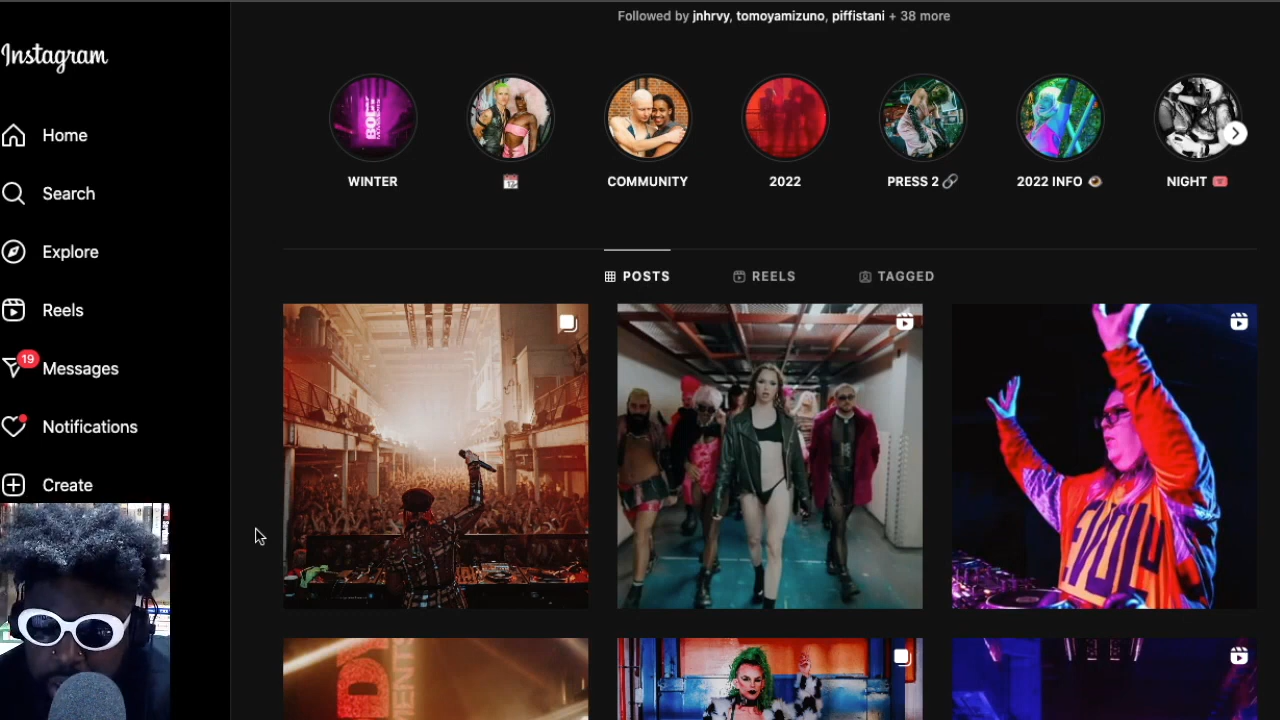 Followed by jnhrvy, tomoyamizuno, piffistani + 38 more
Instagram
WINTER
COMMUNITY
2022
PRESS 2
2022 INFO
NIGHT
Home
Search
Explore
Reels
19
Messages
Notifications
Create
POSTS
REELS
TAGGED